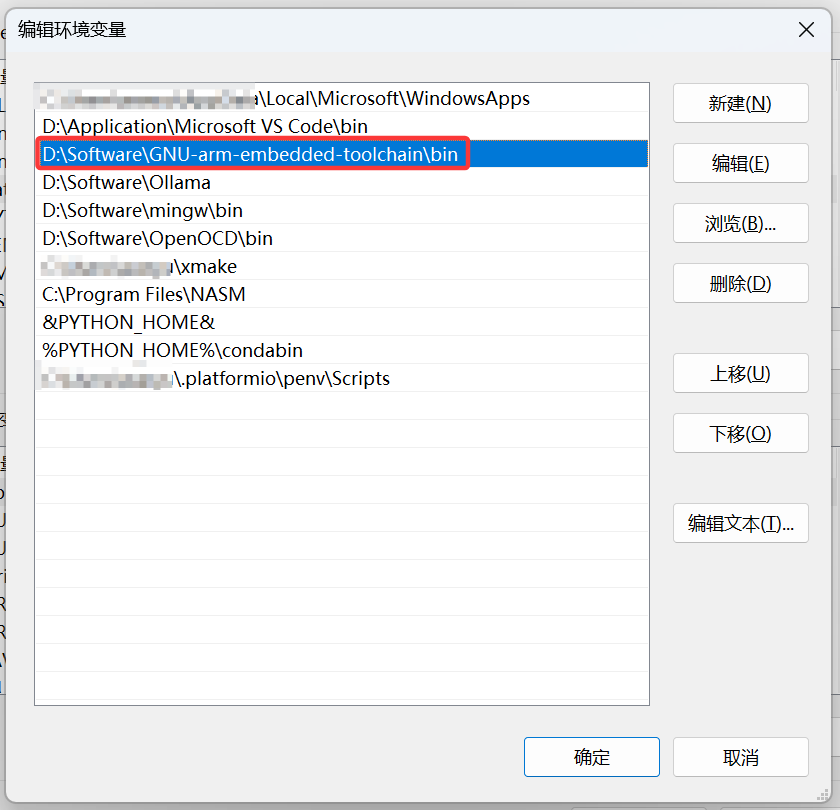 编辑环境变量
a\Local\Microsoft\WindowsApps
D:\Application\Microsoft VS Code\bin
D:\Software\GNU-arm-embedded-toolchain\bin
D:\Software\Ollama
D:\Software\mingw\bin
D:\Software\OpenOCD\bin
\xmake
C:\Program Files\NASM
&PYTHON_HOME&
%PYTHON_HOME%\condabin
\.platformio\penv\Scripts
新建(N)
编辑(E)
浏览(B)...
删除(D)
上移(U)
下移(O)
编辑文本(T)...
确定
取消